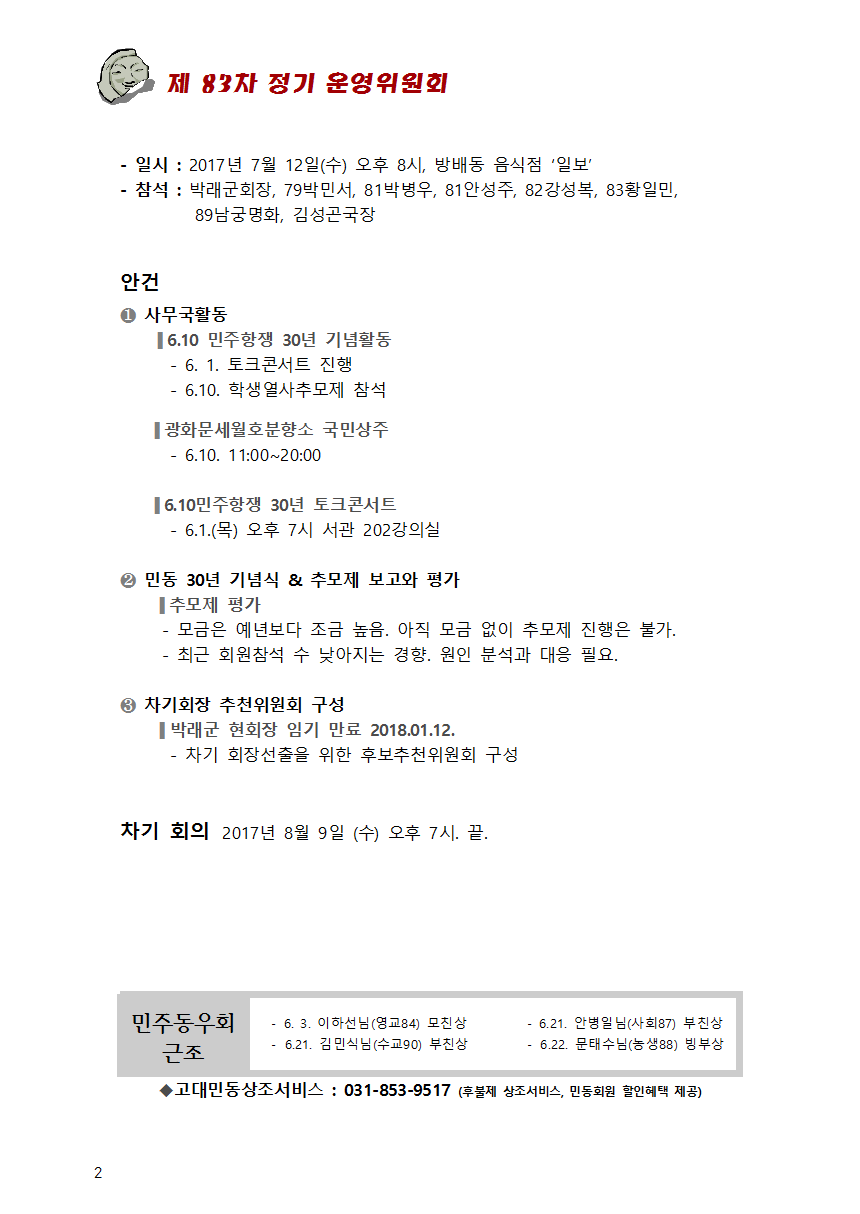 제 83차 정기 운영위원회
- 일시 : 2017년 7월 12일(수) 오후 8시, 방배동 음식점 ‘일보’
- 참석 : 박래군회장, 79박민서, 81박병우, 81안성주, 82강성복, 83황일민,
89남궁명화, 김성곤국장
안건
❶ 사무국활동
▌6.10 민주항쟁 30년 기념활동
- 6. 1. 토크콘서트 진행
- 6.10. 학생열사추모제 참석
▌광화문세월호분향소 국민상주
- 6.10. 11:00~20:00
▌6.10민주항쟁 30년 토크콘서트
- 6.1.(목) 오후 7시 서관 202강의실
❷ 민동 30년 기념식 & 추모제 보고와 평가
▌추모제 평가
- 모금은 예년보다 조금 높음. 아직 모금 없이 추모제 진행은 불가.
- 최근 회원참석 수 낮아지는 경향. 원인 분석과 대응 필요.
❸ 차기회장 추천위원회 구성
▌박래군 현회장 임기 만료 2018.01.12.
- 차기 회장선출을 위한 후보추천위원회 구성
차기 회의 2017년 8월 9일 (수) 오후 7시. 끝.
민주동우회
근조
- 6. 3. 이하선님(영교84) 모친상 - 6.21. 안병일님(사회87) 부친상
- 6.21. 김민식님(수교90) 부친상 - 6.22. 문태수님(농생88) 빙부상
◆고대민동상조서비스 : 031-853-9517 (후불제 상조서비스, 민동회원 할인혜택 제공)
2